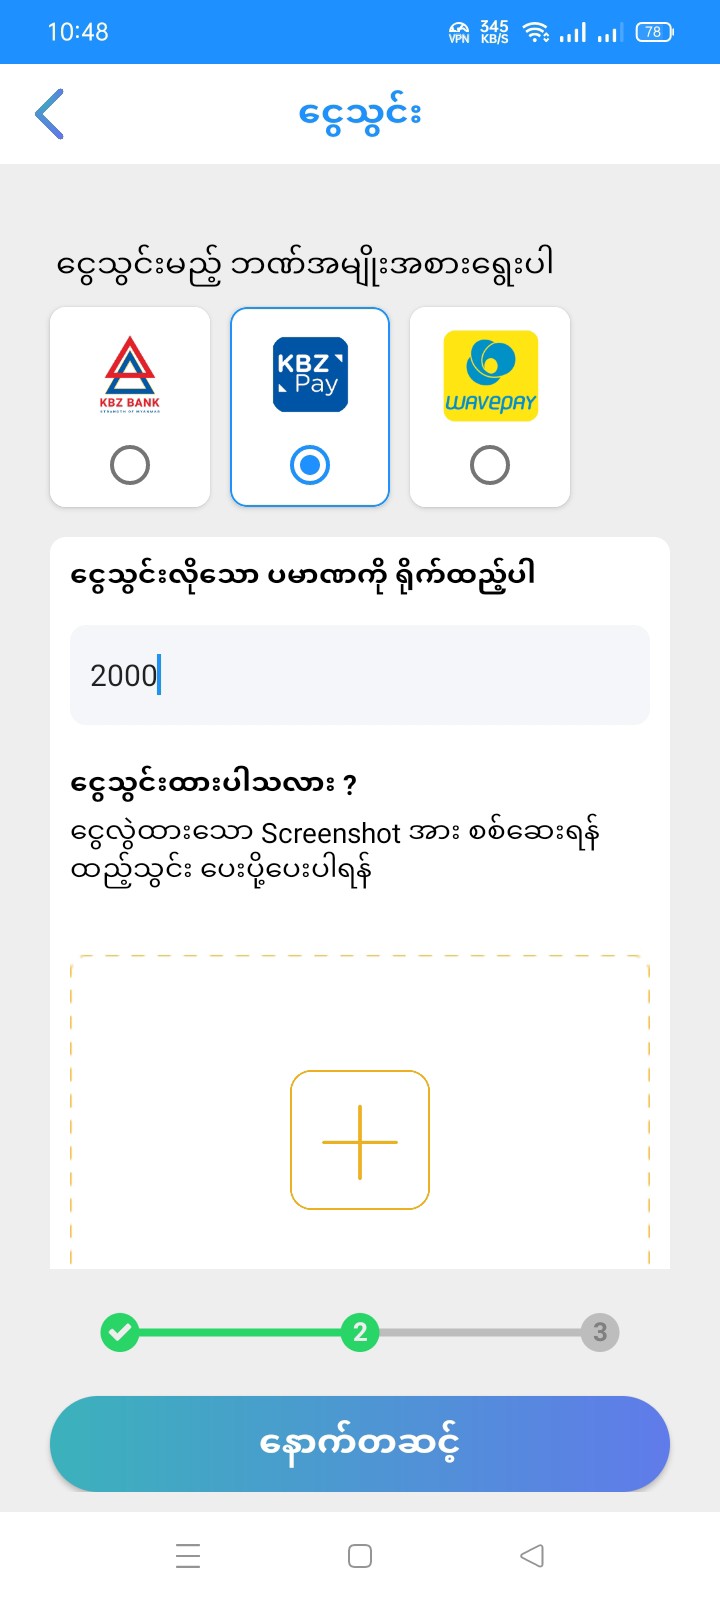 10:48
VPN 345 KB/S 78
ငွေသွင်း
ငွေသွင်းမည့် ဘဏ်အမျိုးအစားရွေးပါ
KBZ BANK
STRENGTH OF MYANMAR
KBZ Pay
WAVEPAY
ငွေသွင်းလိုသော ပမာဏကို ရိုက်ထည့်ပါ
2000
ငွေသွင်းထားပါသလား ?
ငွေလွှဲထားသော Screenshot အား စစ်ဆေးရန်
ထည့်သွင်း ပေးပို့ပေးပါရန်
2 3
နောက်တဆင့်